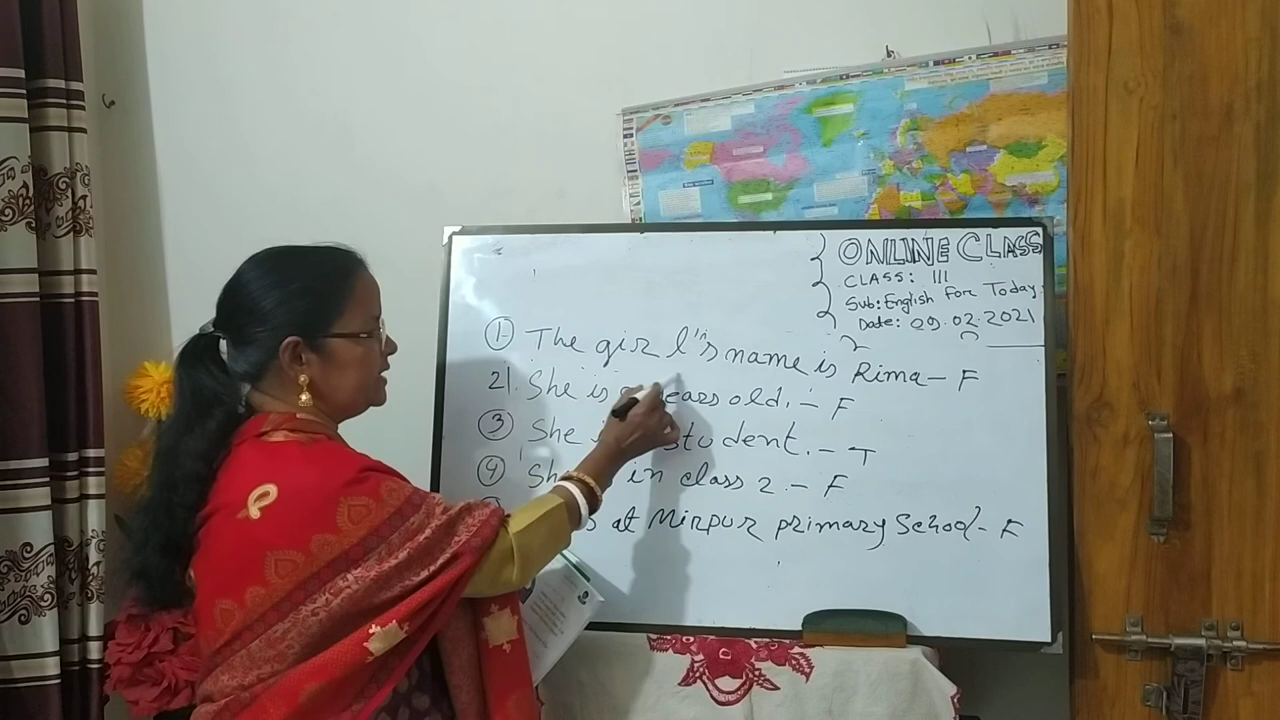 ONLINE CLASS
CLASS: III
Sub: English For Today
Date: 09.02.2021
1 The girl's name is Rima – F
2. She is years old. – F
3 She student. – T
4 in class 2 – F
at Mirpur primary School – F